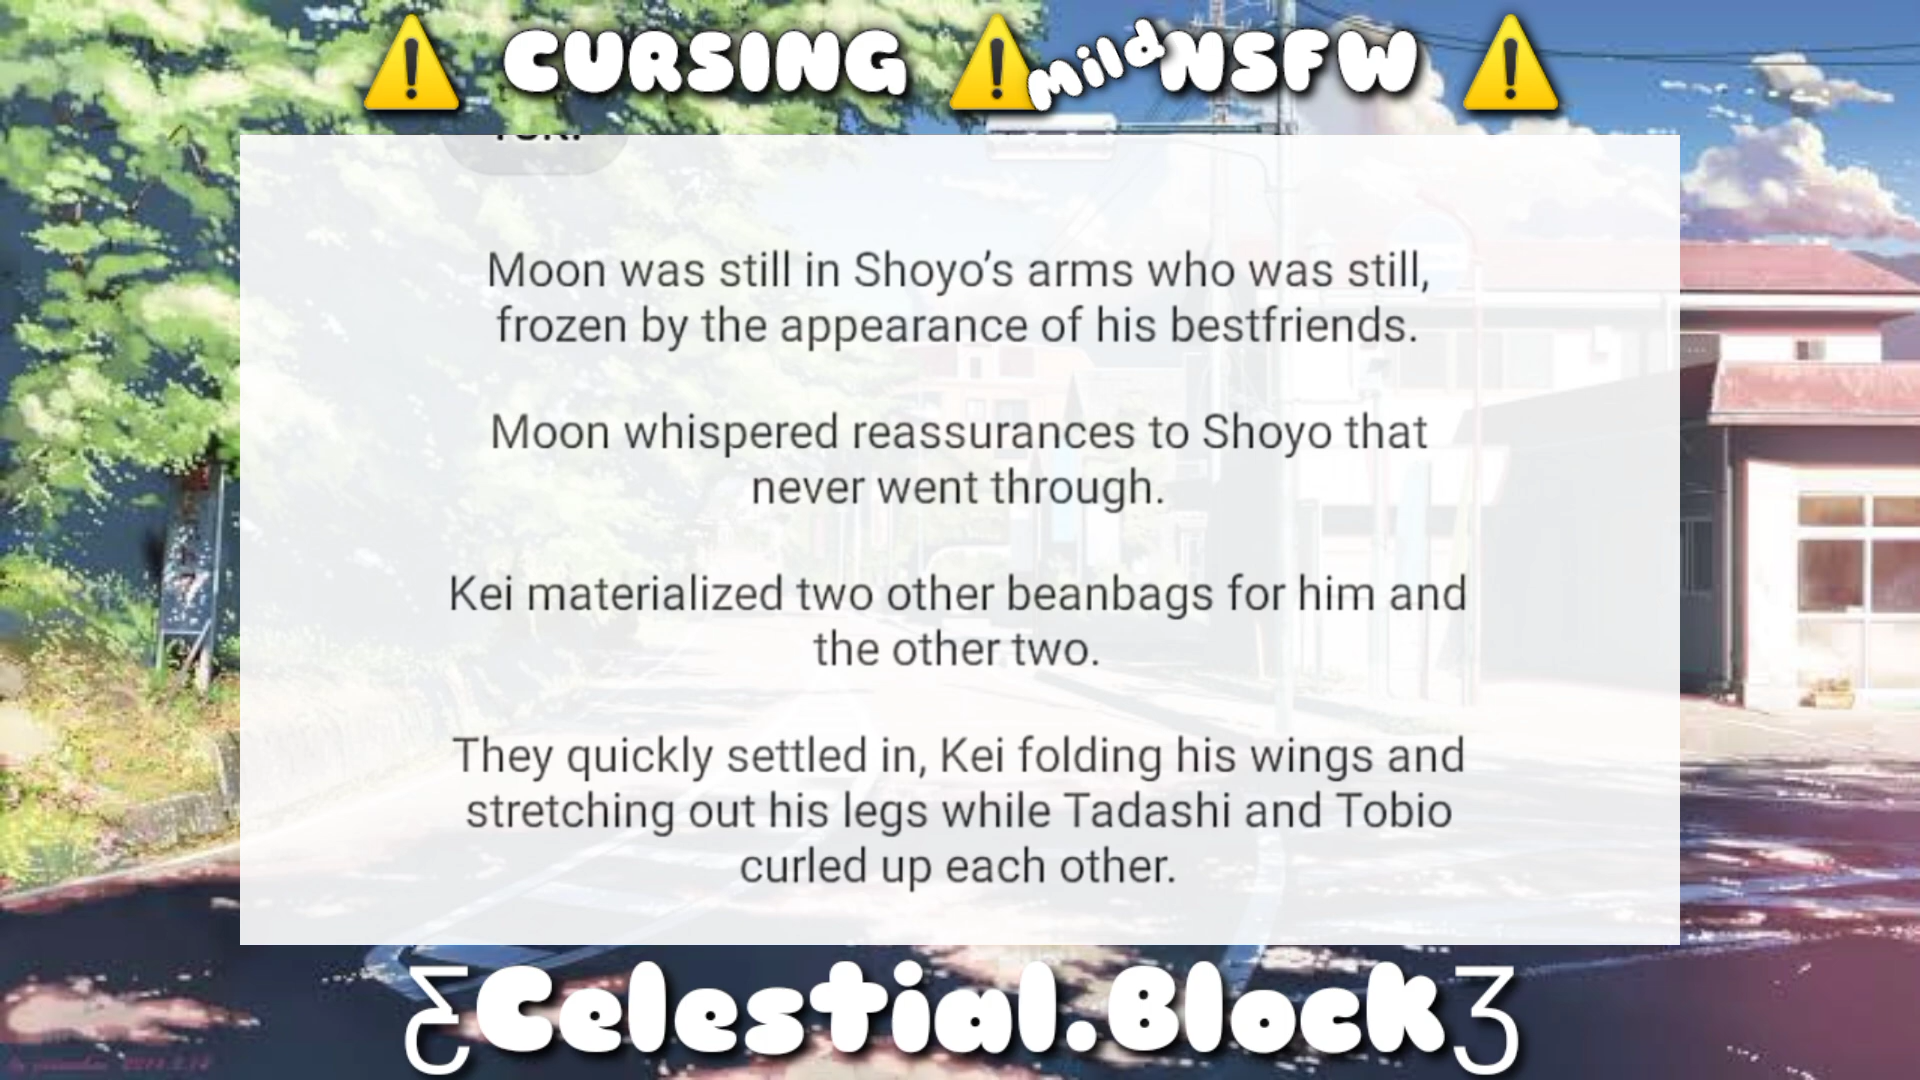 ⚠️ CURSING ⚠️ Mild NSFW ⚠️
Moon was still in Shoyo’s arms who was still,
frozen by the appearance of his bestfriends.
Moon whispered reassurances to Shoyo that
never went through.
Kei materialized two other beanbags for him and
the other two.
They quickly settled in, Kei folding his wings and
stretching out his legs while Tadashi and Tobio
curled up each other.
Ƹ Celestial.Block Ʒ